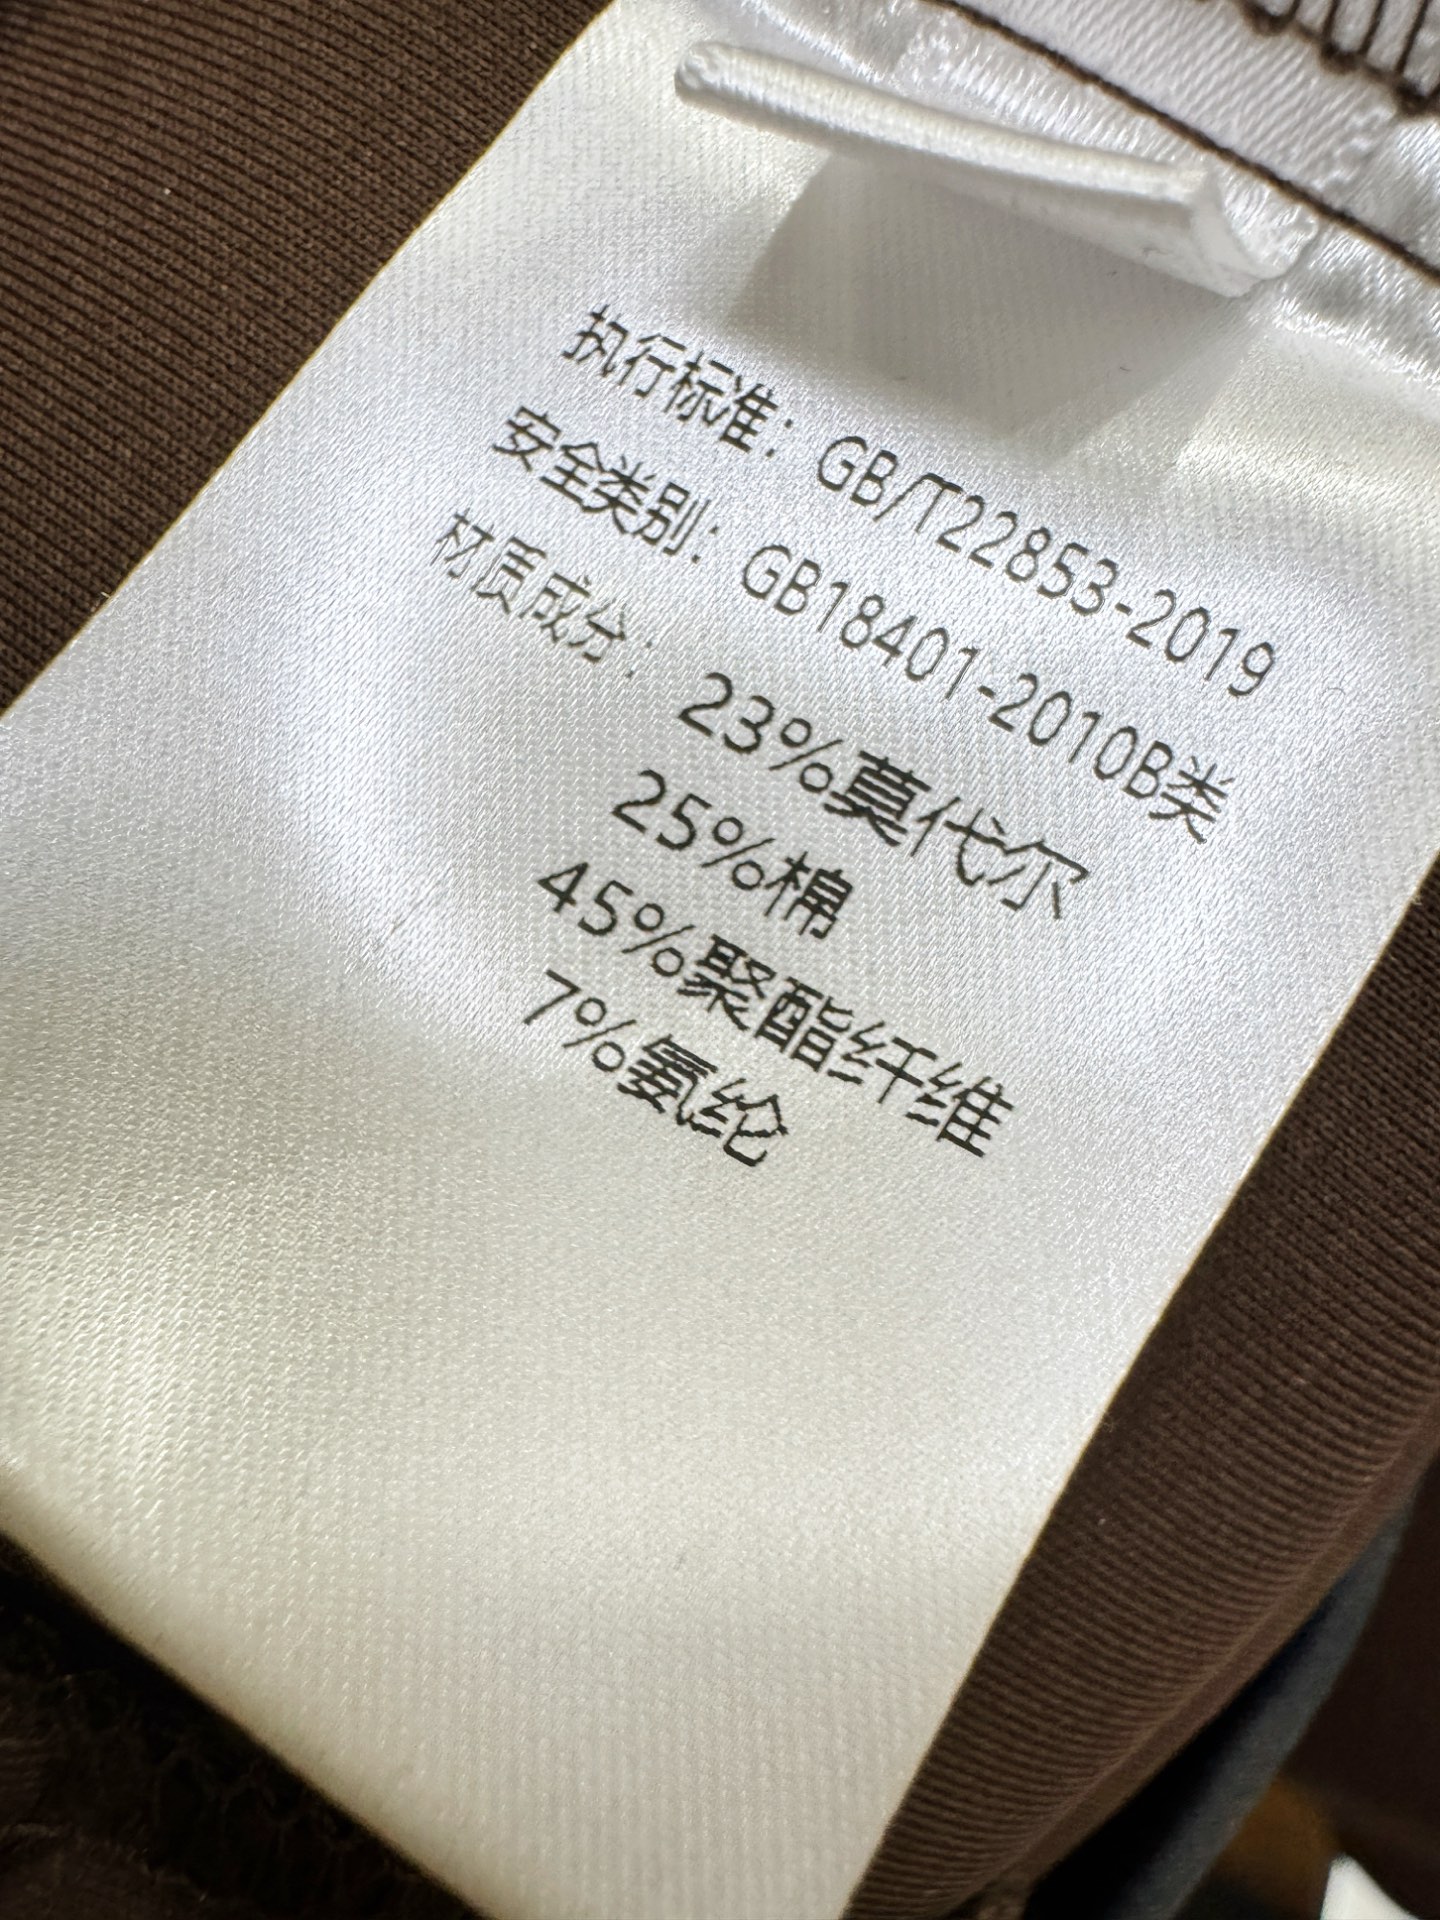 执行标准：GB/T22853-2019
安全类别：GB18401-2010B类
材质成分：23%莫代尔
25%棉
45%聚酯纤维
7%氨纶